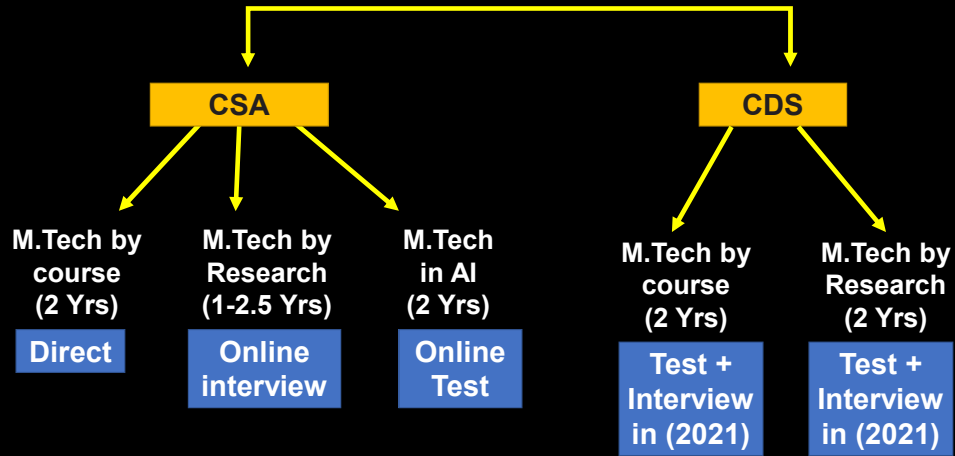 CSA
CDS
M.Tech by
course
(2 Yrs)
Direct
M.Tech by
Research
(1-2.5 Yrs)
Online
interview
M.Tech
in AI
(2 Yrs)
Online
Test
M.Tech by
course
(2 Yrs)
Test +
Interview
in (2021)
M.Tech by
Research
(2 Yrs)
Test +
Interview
in (2021)